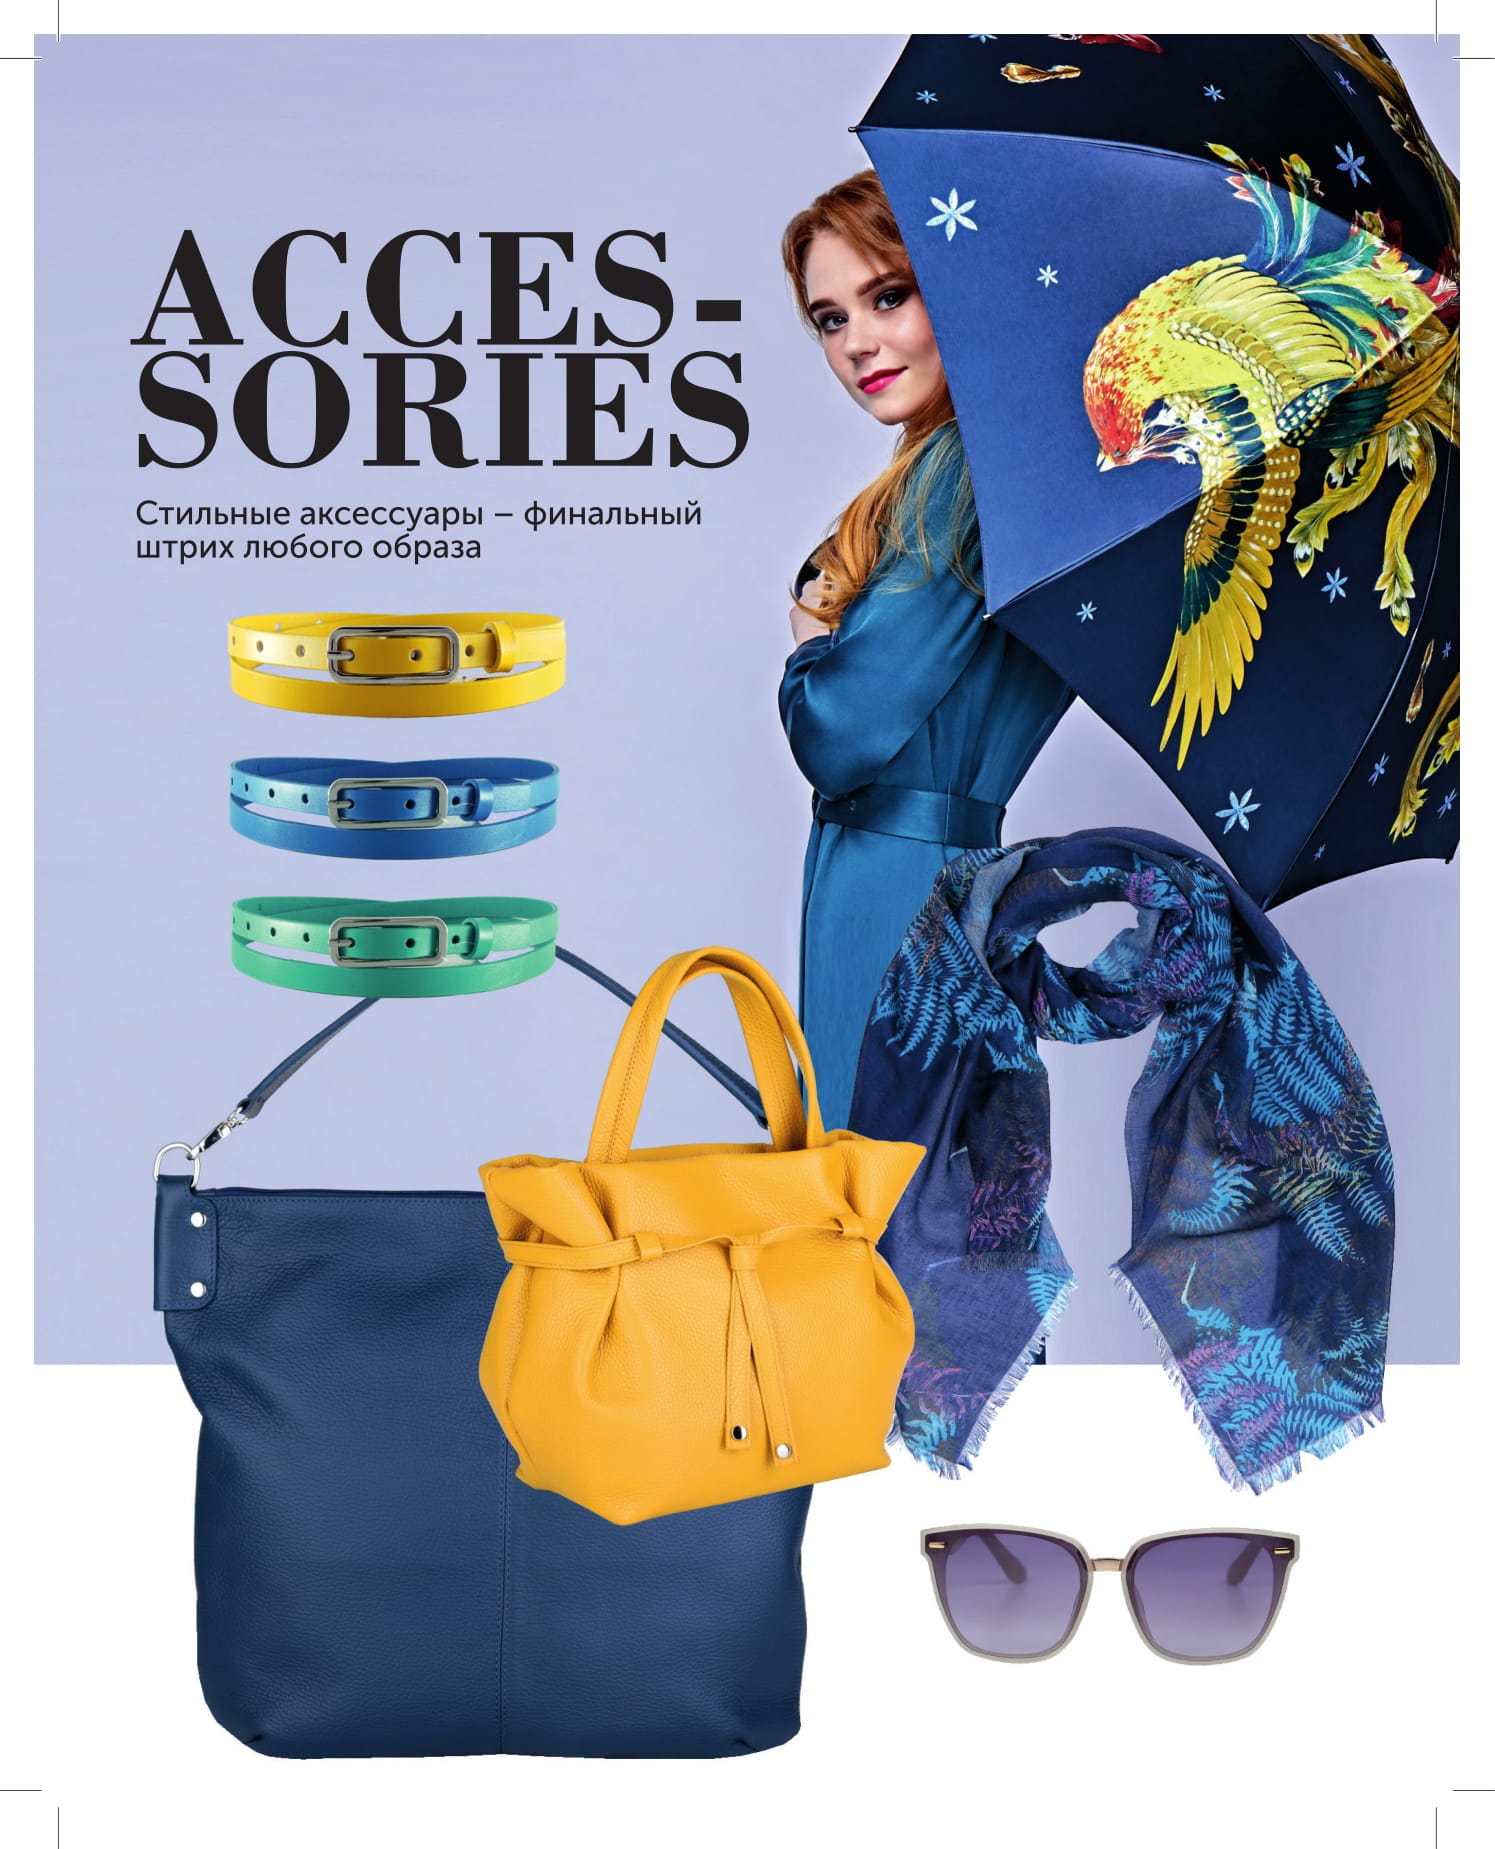 ACCES-
SORIES
Стильные аксессуары – финальный
штрих любого образа